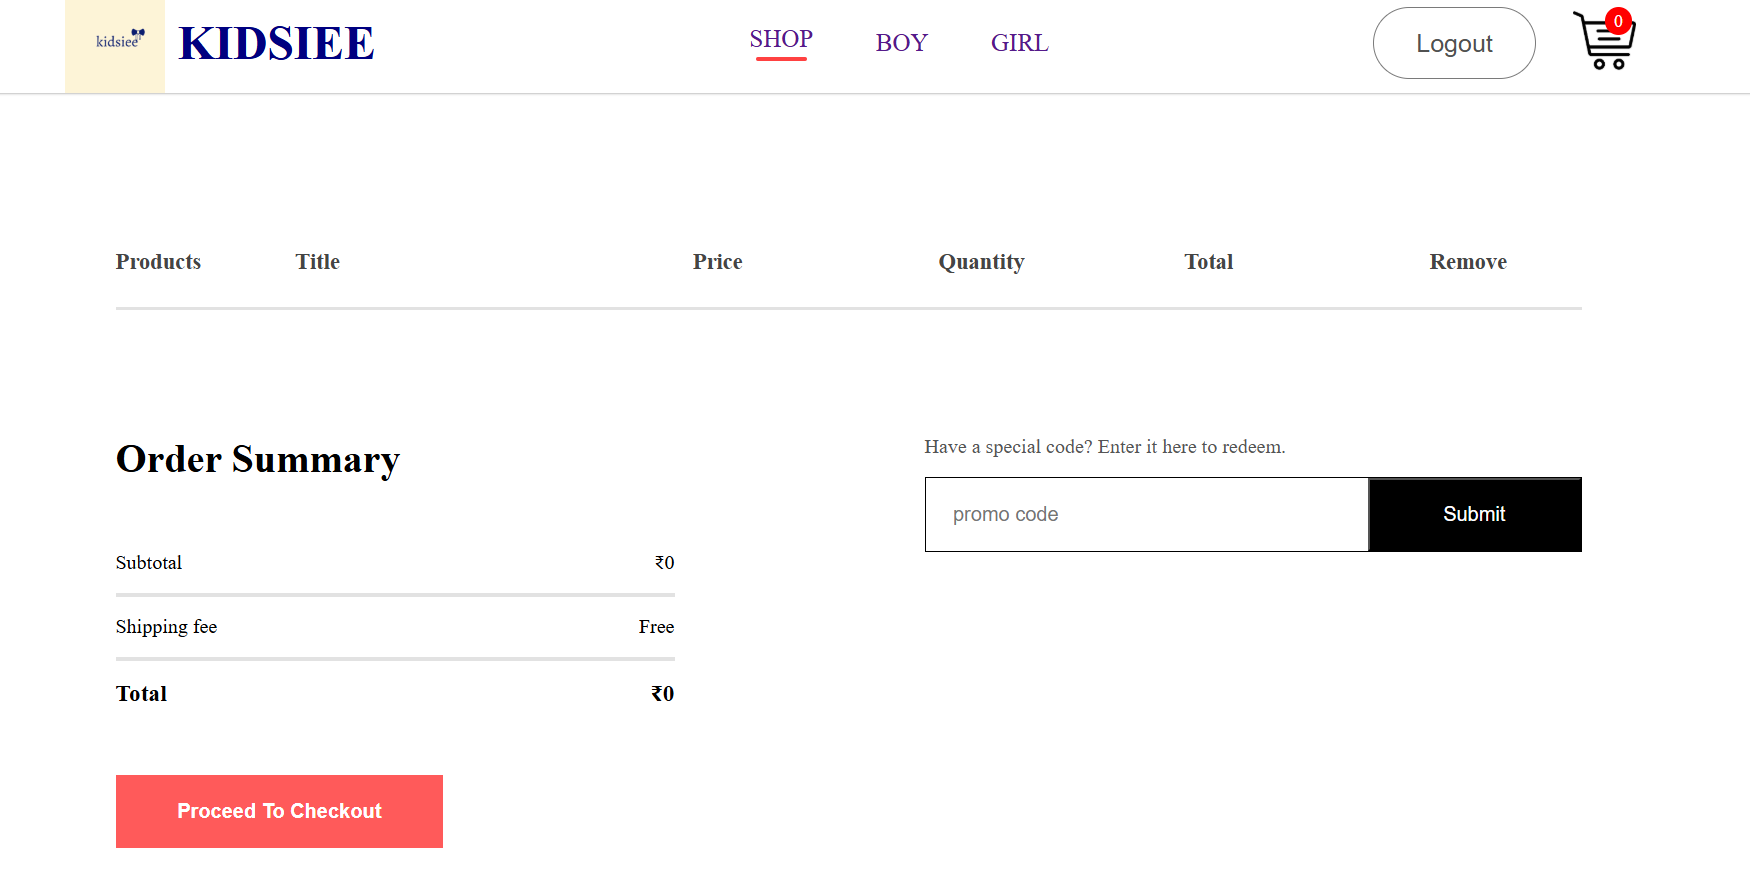 kidsiee
KIDSIEE
SHOP
BOY
GIRL
Logout
0
Products Title Price Quantity Total Remove
Order Summary
Subtotal ₹0
Shipping fee Free
Total ₹0
Proceed To Checkout
Have a special code? Enter it here to redeem.
promo code
Submit